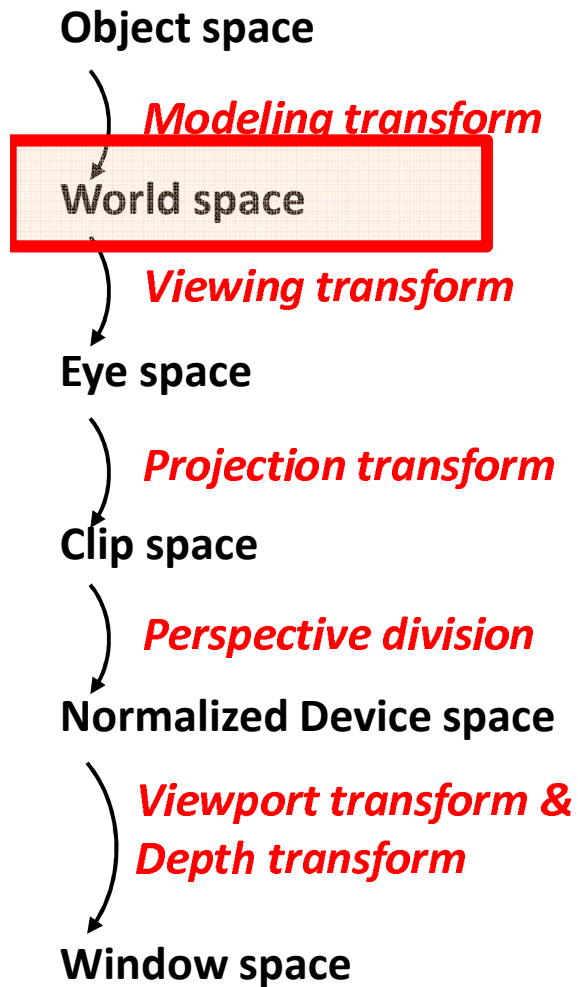 Object space
Modeling transform
World space
Viewing transform
Eye space
Projection transform
Clip space
Perspective division
Normalized Device space
Viewport transform &
Depth transform
Window space